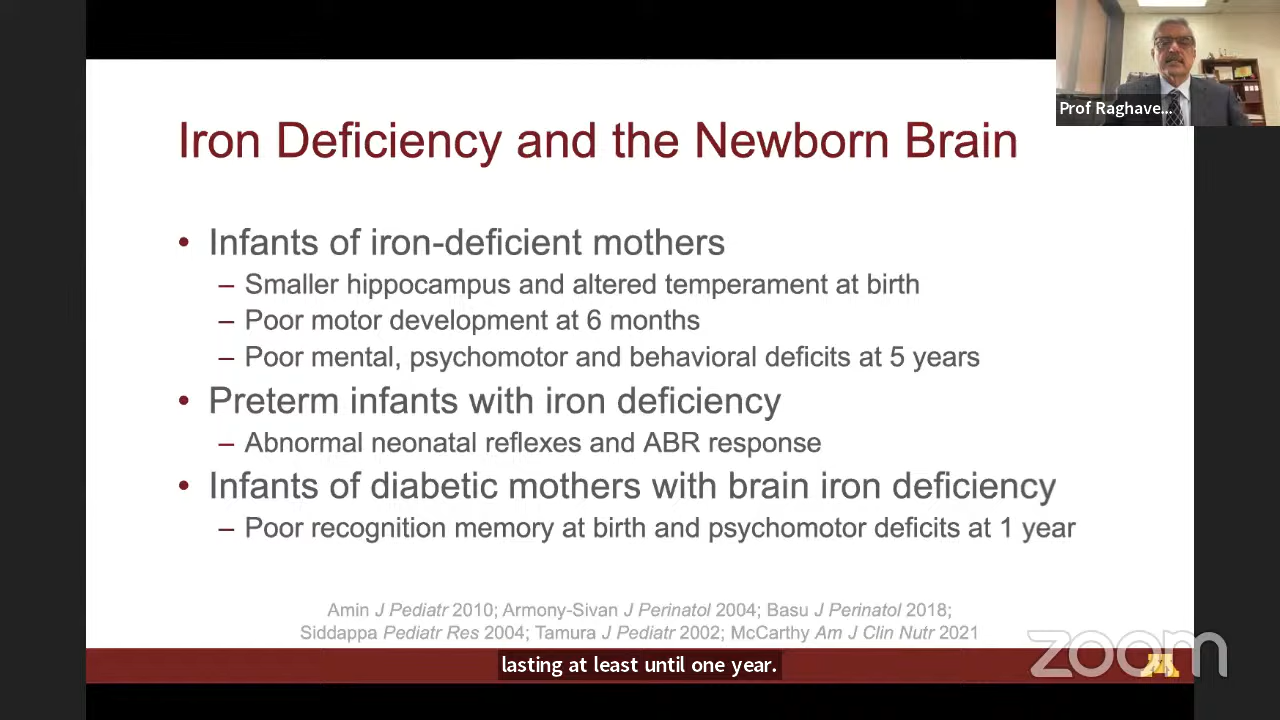 Prof Raghave...
Iron Deficiency and the Newborn Brain
• Infants of iron-deficient mothers
– Smaller hippocampus and altered temperament at birth
– Poor motor development at 6 months
– Poor mental, psychomotor and behavioral deficits at 5 years
• Preterm infants with iron deficiency
– Abnormal neonatal reflexes and ABR response
• Infants of diabetic mothers with brain iron deficiency
– Poor recognition memory at birth and psychomotor deficits at 1 year
Amin J Pediatr 2010; Armony-Sivan J Perinatol 2004; Basu J Perinatol 2018;
Siddappa Pediatr Res 2004; Tamura J Pediatr 2002; McCarthy Am J Clin Nutr 2021
zoom
lasting at least until one year.